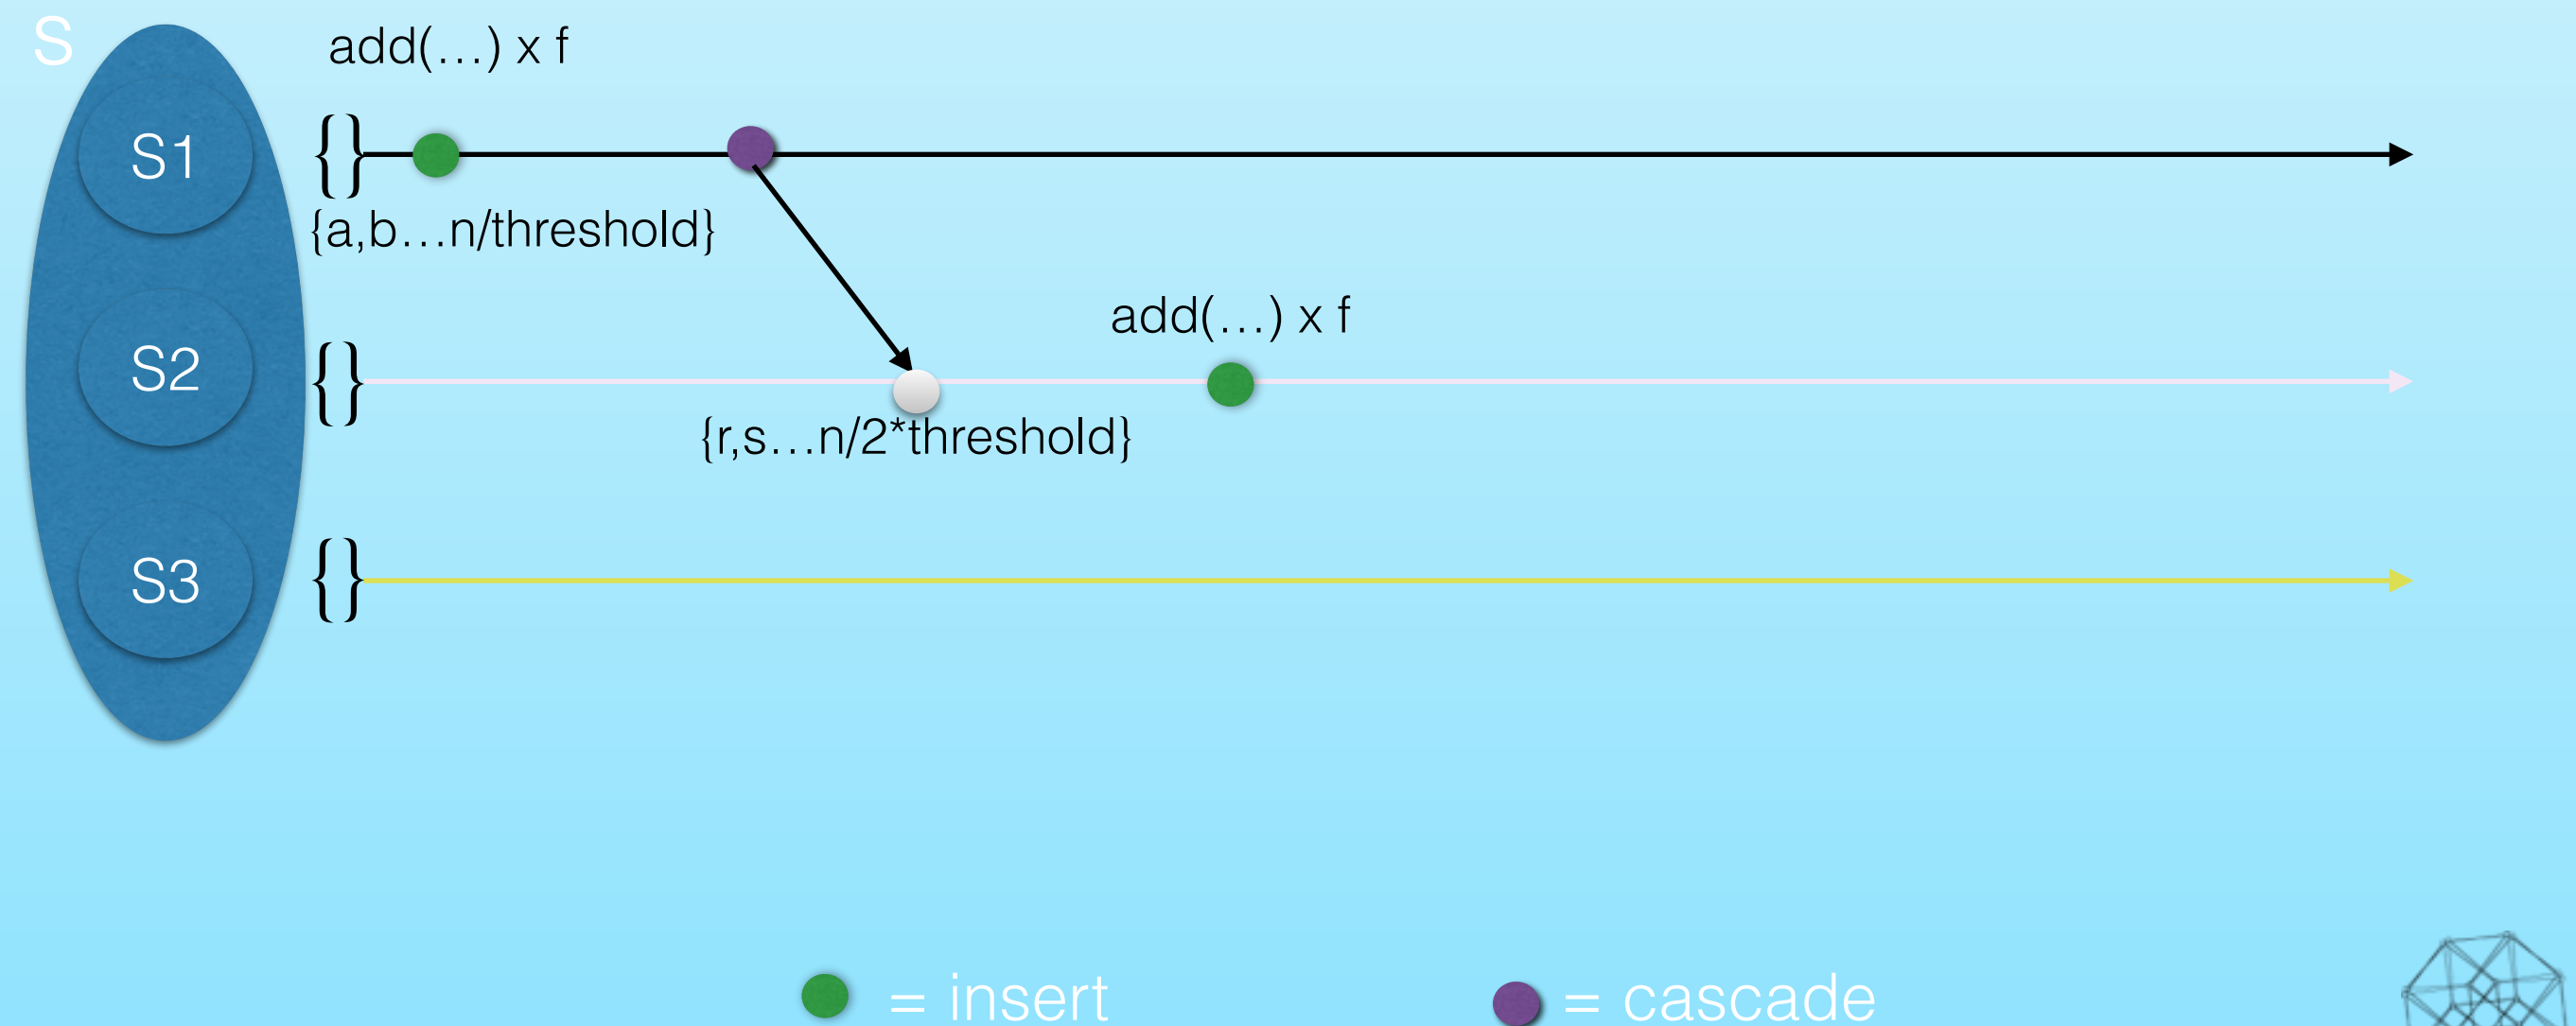 S
add(…) x f
S1
{}
{a,b…n/threshold}
add(…) x f
S2
{}
{r,s…n/2*threshold}
S3
{}
= insert
= cascade